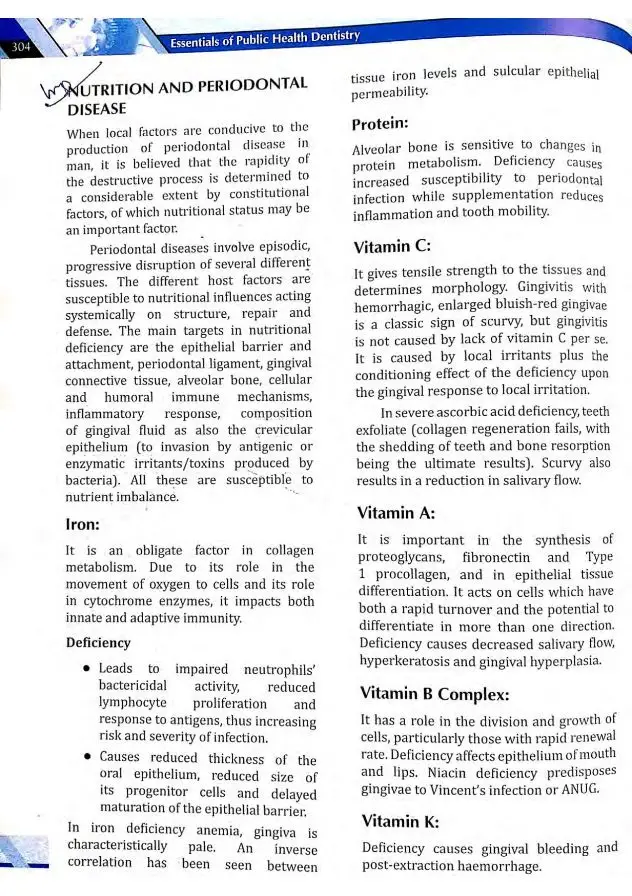 304
Essentials of Public Health Dentistry
NUTRITION AND PERIODONTAL
DISEASE
When local factors are conducive to the
production of periodontal disease in
man, it is believed that the rapidity of
the destructive process is determined to
a considerable extent by constitutional
factors, of which nutritional status may be
an important factor.
Periodontal diseases involve episodic,
progressive disruption of several different
tissues. The different host factors are
susceptible to nutritional influences acting
systemically on structure, repair and
defense. The main targets in nutritional
deficiency are the epithelial barrier and
attachment, periodontal ligament, gingival
connective tissue, alveolar bone, cellular
and humoral immune mechanisms,
inflammatory response, composition
of gingival fluid as also the crevicular
epithelium (to invasion by antigenic or
enzymatic irritants/toxins produced by
bacteria). All these are susceptible to
nutrient imbalance.
Iron:
It is an obligate factor in collagen
metabolism. Due to its role in the
movement of oxygen to cells and its role
in cytochrome enzymes, it impacts both
innate and adaptive immunity.
Deficiency
• Leads to impaired neutrophils'
bactericidal activity, reduced
lymphocyte proliferation and
response to antigens, thus increasing
risk and severity of infection.
• Causes reduced thickness of the
oral epithelium, reduced size of
its progenitor cells and delayed
maturation of the epithelial barrier.
In iron deficiency anemia, gingiva is
characteristically pale. An inverse
correlation has been seen between
tissue iron levels and sulcular epithelial
permeability.
Protein:
Alveolar bone is sensitive to changes in
protein metabolism. Deficiency causes
increased susceptibility to periodontal
infection while supplementation reduces
inflammation and tooth mobility.
Vitamin C:
It gives tensile strength to the tissues and
determines morphology. Gingivitis with
hemorrhagic, enlarged bluish-red gingivae
is a classic sign of scurvy, but gingivitis
is not caused by lack of vitamin C per se.
It is caused by local irritants plus the
conditioning effect of the deficiency upon
the gingival response to local irritation.
In severe ascorbic acid deficiency, teeth
exfoliate (collagen regeneration fails, with
the shedding of teeth and bone resorption
being the ultimate results). Scurvy also
results in a reduction in salivary flow.
Vitamin A:
It is important in the synthesis of
proteoglycans, fibronectin and Type
1 procollagen, and in epithelial tissue
differentiation. It acts on cells which have
both a rapid turnover and the potential to
differentiate in more than one direction.
Deficiency causes decreased salivary flow,
hyperkeratosis and gingival hyperplasia.
Vitamin B Complex:
It has a role in the division and growth of
cells, particularly those with rapid renewal
rate. Deficiency affects epithelium of mouth
and lips. Niacin deficiency predisposes
gingivae to Vincent's infection or ANUG.
Vitamin K:
Deficiency causes gingival bleeding and
post-extraction haemorrhage.